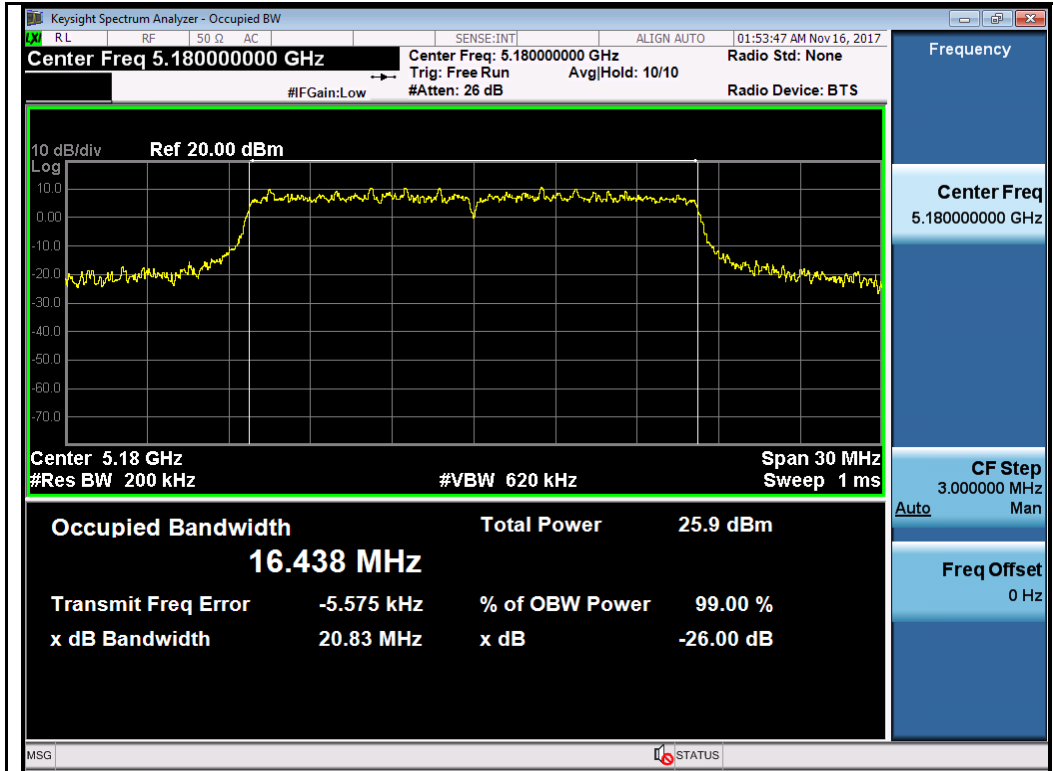 Keysight Spectrum Analyzer - Occupied BW
LXI RL RF 50 Ω AC SENSE:INT ALIGN AUTO 01:53:47 AM Nov 16, 2017
Center Freq 5.180000000 GHz
Center Freq: 5.180000000 GHz Radio Std: None
Trig: Free Run Avg|Hold: 10/10
#IFGain:Low #Atten: 26 dB Radio Device: BTS
10 dB/div Ref 20.00 dBm
Log
10.0
0.00
-10.0
-20.0
-30.0
-40.0
-50.0
-60.0
-70.0
Center 5.18 GHz Span 30 MHz
#Res BW 200 kHz #VBW 620 kHz Sweep 1 ms
Occupied Bandwidth Total Power 25.9 dBm
16.438 MHz
Transmit Freq Error -5.575 kHz % of OBW Power 99.00 %
x dB Bandwidth 20.83 MHz x dB -26.00 dB
MSG STATUS
Frequency
Center Freq
5.180000000 GHz
CF Step
3.000000 MHz
Auto Man
Freq Offset
0 Hz